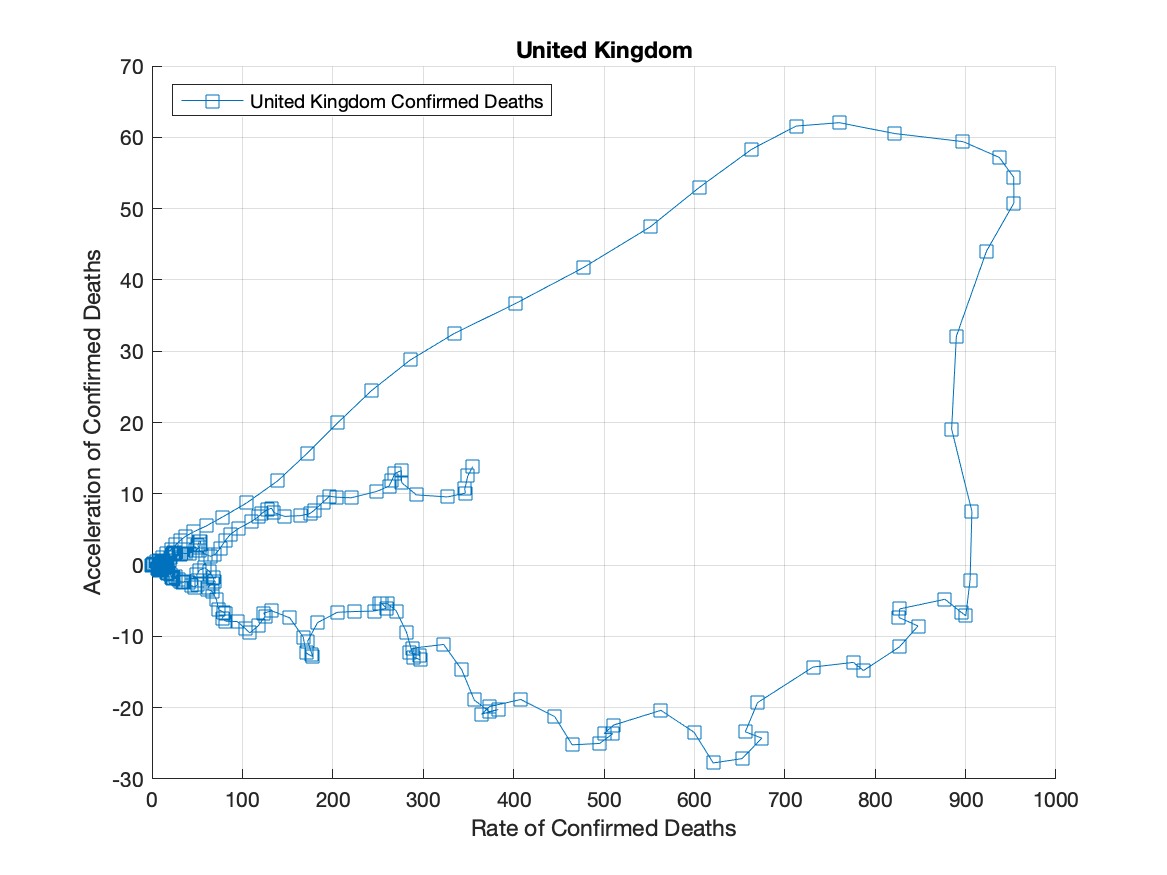 United Kingdom
70
United Kingdom Confirmed Deaths
60
50
40
30
20
10
0
-10
-20
-30
Acceleration of Confirmed Deaths
0 100 200 300 400 500 600 700 800 900 1000
Rate of Confirmed Deaths